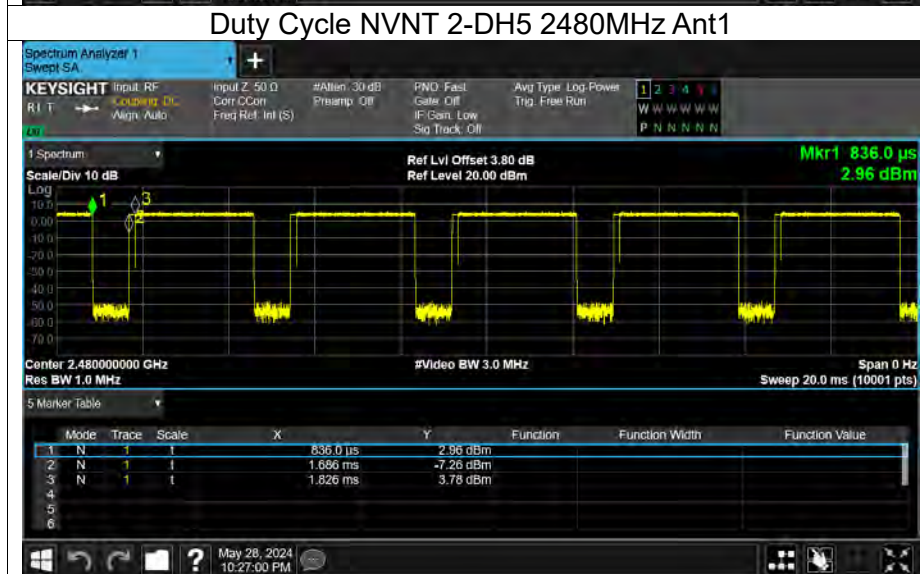 Duty Cycle NVNT 2-DH5 2480MHz Ant1
Spectrum Analyzer 1
Swept SA
+
KEYSIGHT Input: RF Input Z: 50 Ω #Atten: 30 dB PNO: Fast Avg Type: Log-Power 1 2 3 4 5 6
R L T Coupling: DC Corr CCorr Preamp: Off Gate: Off Trig: Free Run W W W W W W
Align: Auto Freq Ref: Int (S) IF Gain: Low
Sig Track: Off P N N N N N
1 Spectrum
Ref Lvl Offset 3.80 dB Mkr1 836.0 µs
Scale/Div 10 dB Ref Level 20.00 dBm 2.96 dBm
Log
10.0
0.00
-10.0
-20.0
-30.0
-40.0
-50.0
-60.0
-70.0
1
2
3
Center 2.480000000 GHz #Video BW 3.0 MHz Span 0 Hz
Res BW 1.0 MHz Sweep 20.0 ms (10001 pts)
5 Marker Table
Mode Trace Scale X Y Function Function Width Function Value
1 N 1 t 836.0 µs 2.96 dBm
2 N 1 t 1.686 ms -7.26 dBm
3 N 1 t 1.826 ms 3.78 dBm
4
5
6
? May 28, 2024
10:27:00 PM